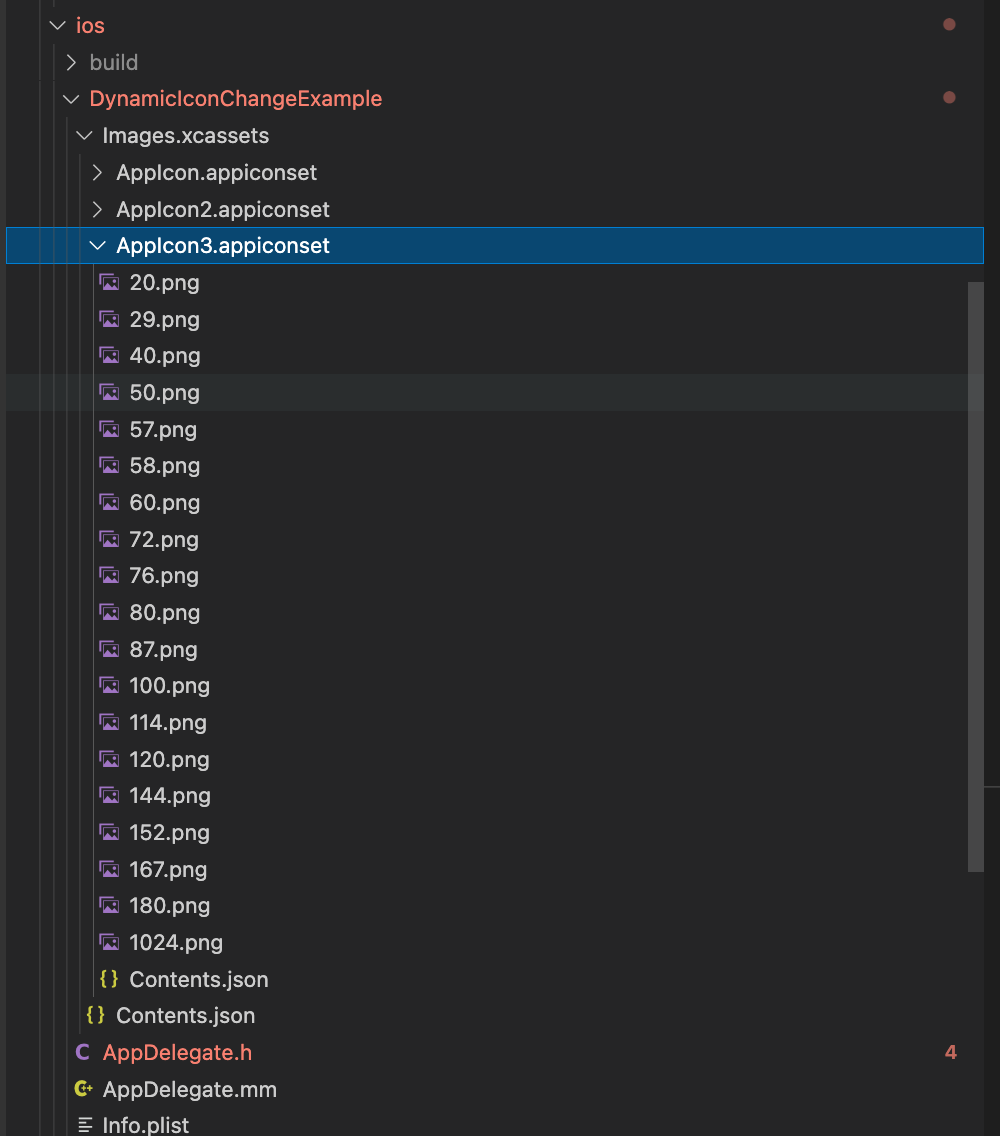 ios
build
DynamicIconChangeExample
Images.xcassets
AppIcon.appiconset
AppIcon2.appiconset
AppIcon3.appiconset
20.png
29.png
40.png
50.png
57.png
58.png
60.png
72.png
76.png
80.png
87.png
100.png
114.png
120.png
144.png
152.png
167.png
180.png
1024.png
{} Contents.json
{} Contents.json
C AppDelegate.h 4
C++ AppDelegate.mm
Info.plist